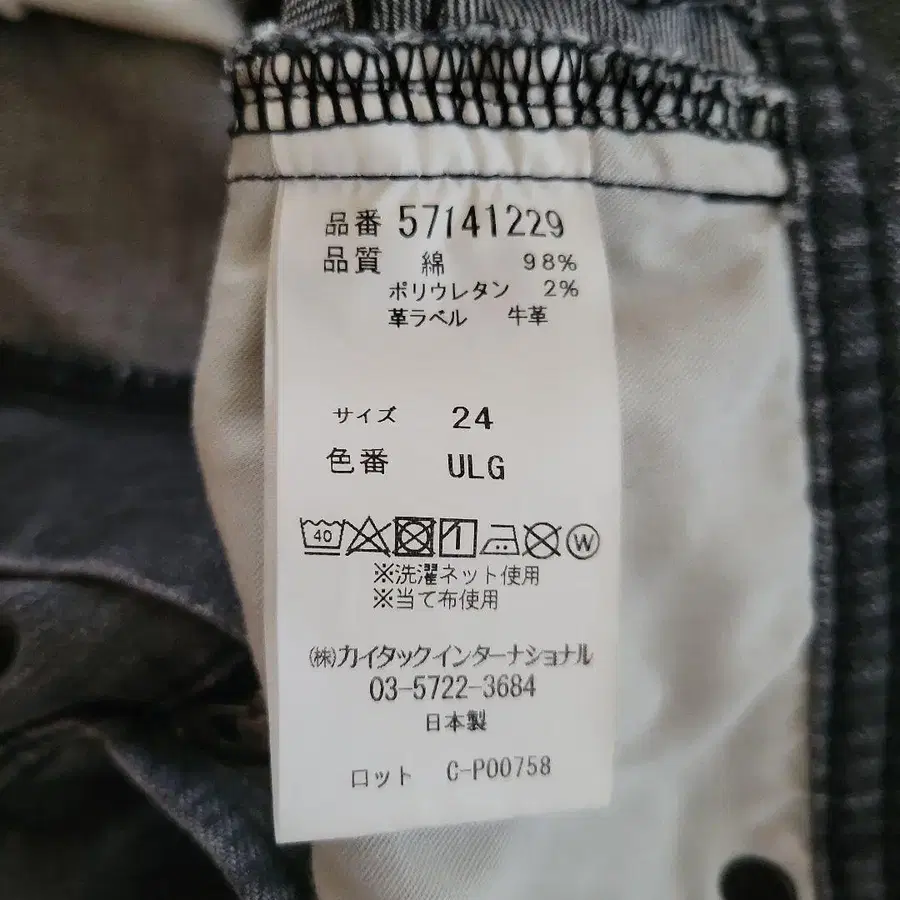 品番 57141229
品質 綿 98%
ポリウレタン 2%
革ラベル 牛革
サイズ 24
色番 ULG
40 W
※洗濯ネット使用
※当て布使用
㈱カイタックインターナショナル
03-5722-3684
日本製
ロット C-P00758